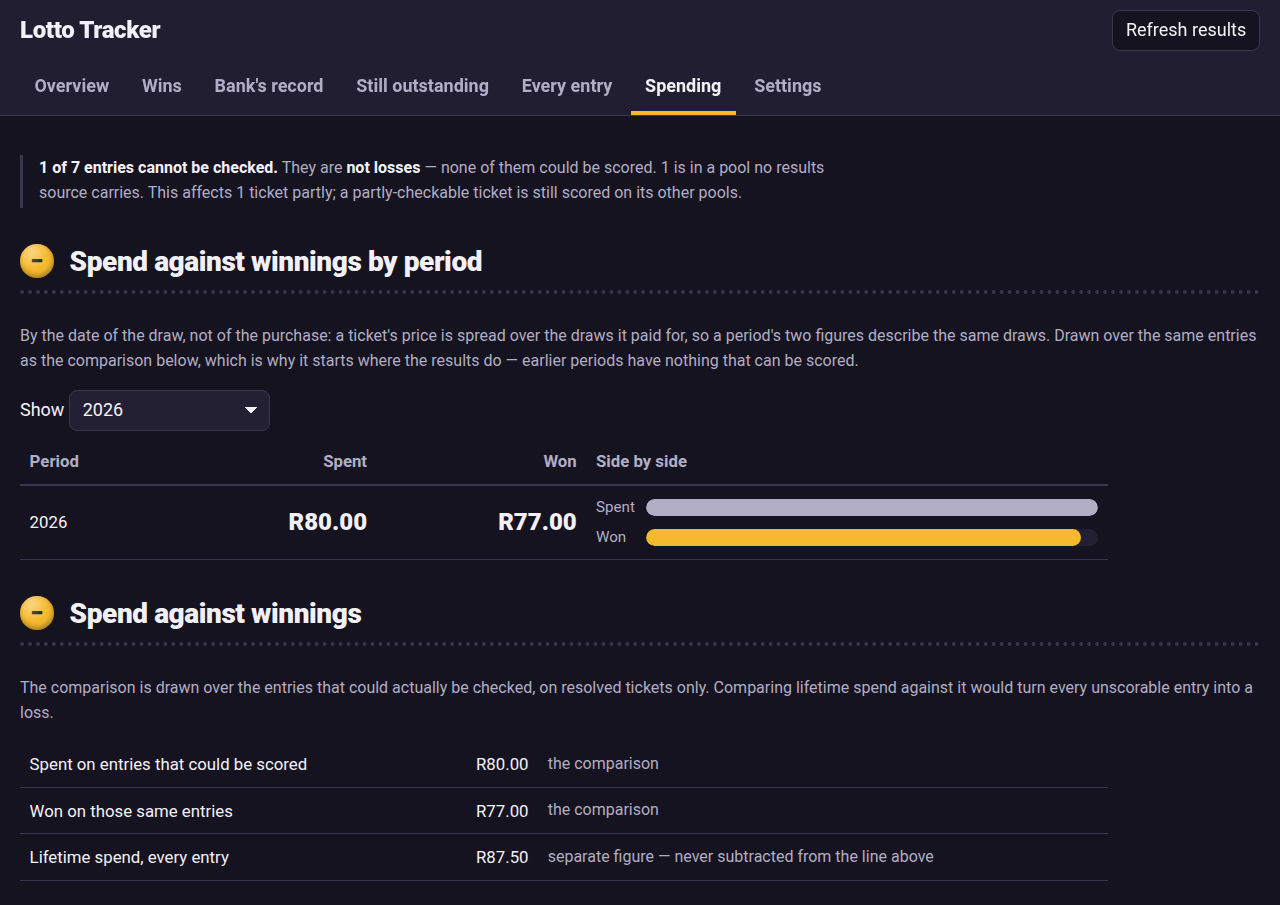 Lotto Tracker
Refresh results
Overview Wins Bank's record Still outstanding Every entry Spending Settings
1 of 7 entries cannot be checked. They are not losses — none of them could be scored. 1 is in a pool no results
source carries. This affects 1 ticket partly; a partly-checkable ticket is still scored on its other pools.
Spend against winnings by period
By the date of the draw, not of the purchase: a ticket's price is spread over the draws it paid for, so a period's two figures describe the same draws. Drawn over the same entries
as the comparison below, which is why it starts where the results do — earlier periods have nothing that can be scored.
Show 2026
Period Spent Won Side by side
2026 R80.00 R77.00 Spent
Won
Spend against winnings
The comparison is drawn over the entries that could actually be checked, on resolved tickets only. Comparing lifetime spend against it would turn every unscorable entry into a
loss.
Spent on entries that could be scored R80.00 the comparison
Won on those same entries R77.00 the comparison
Lifetime spend, every entry R87.50 separate figure — never subtracted from the line above